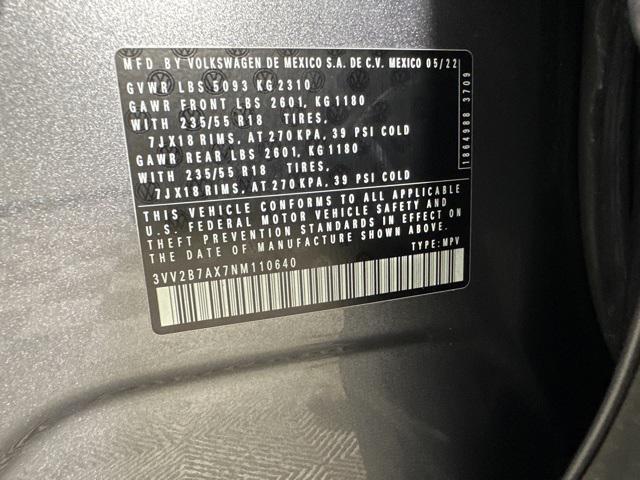 MFD BY VOLKSWAGEN DE MEXICO S.A. DE C.V. MEXICO 05/22
GVWR LBS 5093 KG 2310
GAWR FRONT LBS 2601, KG 1180
WITH 235/55 R18 TIRES,
7JX18 RIMS, AT 270 KPA, 39 PSI COLD
GAWR REAR LBS 2601, KG 1180
WITH 235/55 R18 TIRES,
7JX18 RIMS, AT 270 KPA, 39 PSI COLD
THIS VEHICLE CONFORMS TO ALL APPLICABLE
U.S. FEDERAL MOTOR VEHICLE SAFETY AND
THEFT PREVENTION STANDARDS IN EFFECT ON
THE DATE OF MANUFACTURE SHOWN ABOVE.
3VV2B7AX7NM110640 TYPE: MPV
1864988 3709